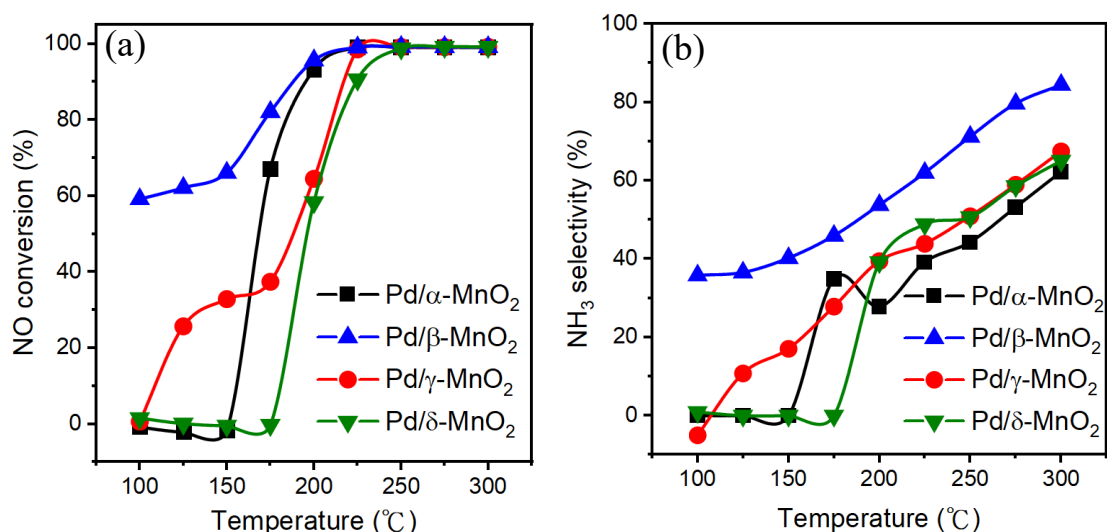 (a)
NO conversion (%)
100
80
60
40
20
0
Pd/α-MnO₂
Pd/β-MnO₂
Pd/γ-MnO₂
Pd/δ-MnO₂
100 150 200 250 300
Temperature (℃)
(b)
NH₃ selectivity (%)
100
80
60
40
20
0
Pd/α-MnO₂
Pd/β-MnO₂
Pd/γ-MnO₂
Pd/δ-MnO₂
100 150 200 250 300
Temperature (℃)